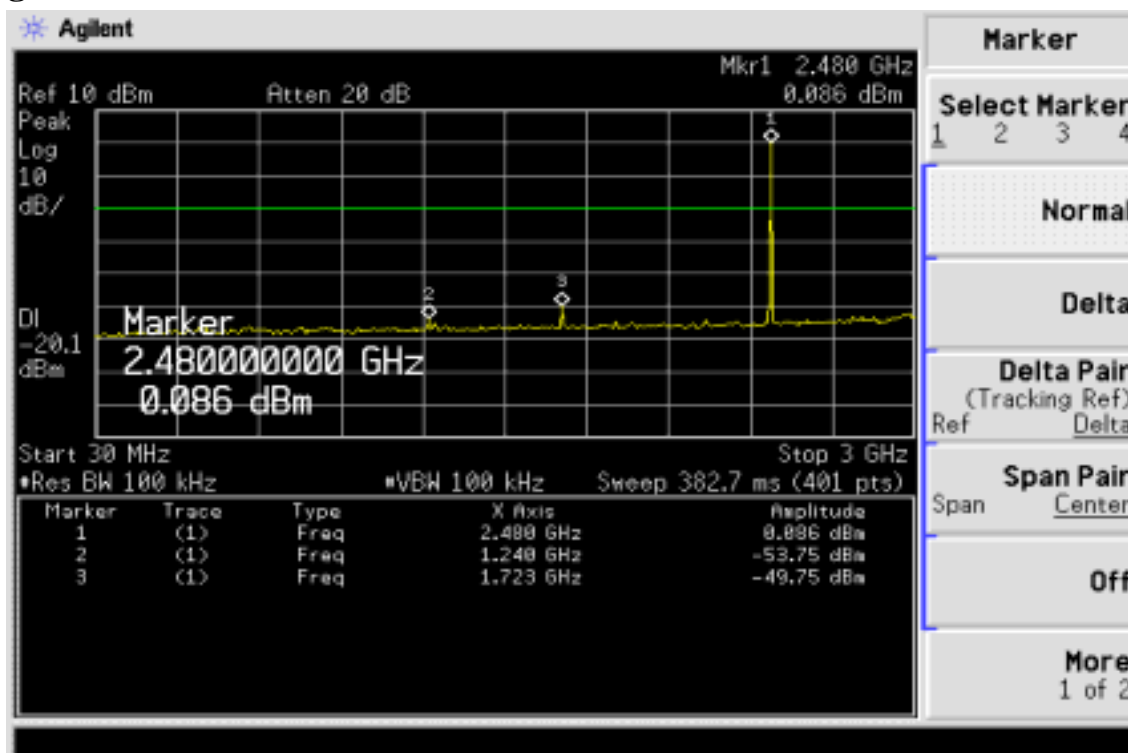 Agilent
Mkr1 2.480 GHz
Ref 10 dBm Atten 20 dB 0.086 dBm
Peak
Log
10
dB/
1
2
3
DI
-20.1
dBm
Marker
2.480000000 GHz
0.086 dBm
Start 30 MHz Stop 3 GHz
Res BW 100 kHz VBW 100 kHz Sweep 382.7 ms (401 pts)
Marker Trace Type X Axis Amplitude
1 (1) Freq 2.480 GHz 0.086 dBm
2 (1) Freq 1.240 GHz -53.75 dBm
3 (1) Freq 1.723 GHz -49.75 dBm
Marker
Select Marker
1 2 3 4
Normal
Delta
Delta Pair
(Tracking Ref)
Ref Delta
Span Pair
Span Center
Off
More
1 of 2